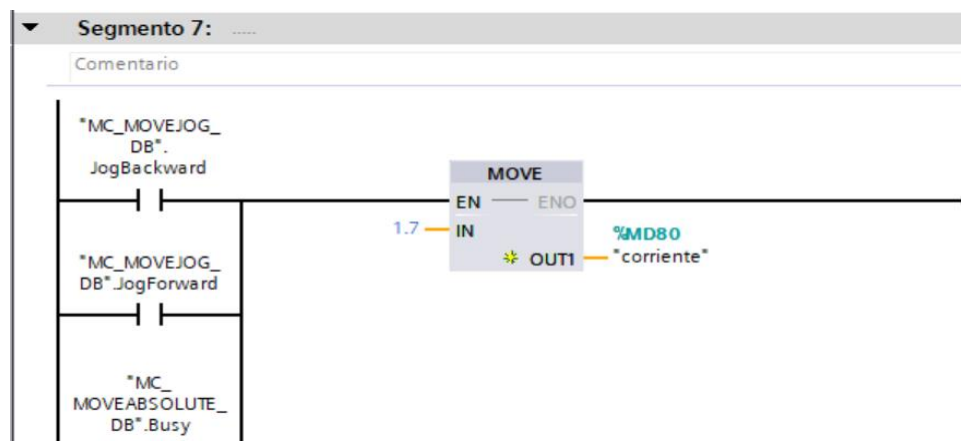 Segmento 7: .....
Comentario
"MC_MOVEJOG_
DB".
JogBackward
MOVE
EN ENO
1.7 IN
%MD80
OUT1 "corriente"
"MC_MOVEJOG_
DB".JogForward
"MC_
MOVEABSOLUTE_
DB".Busy